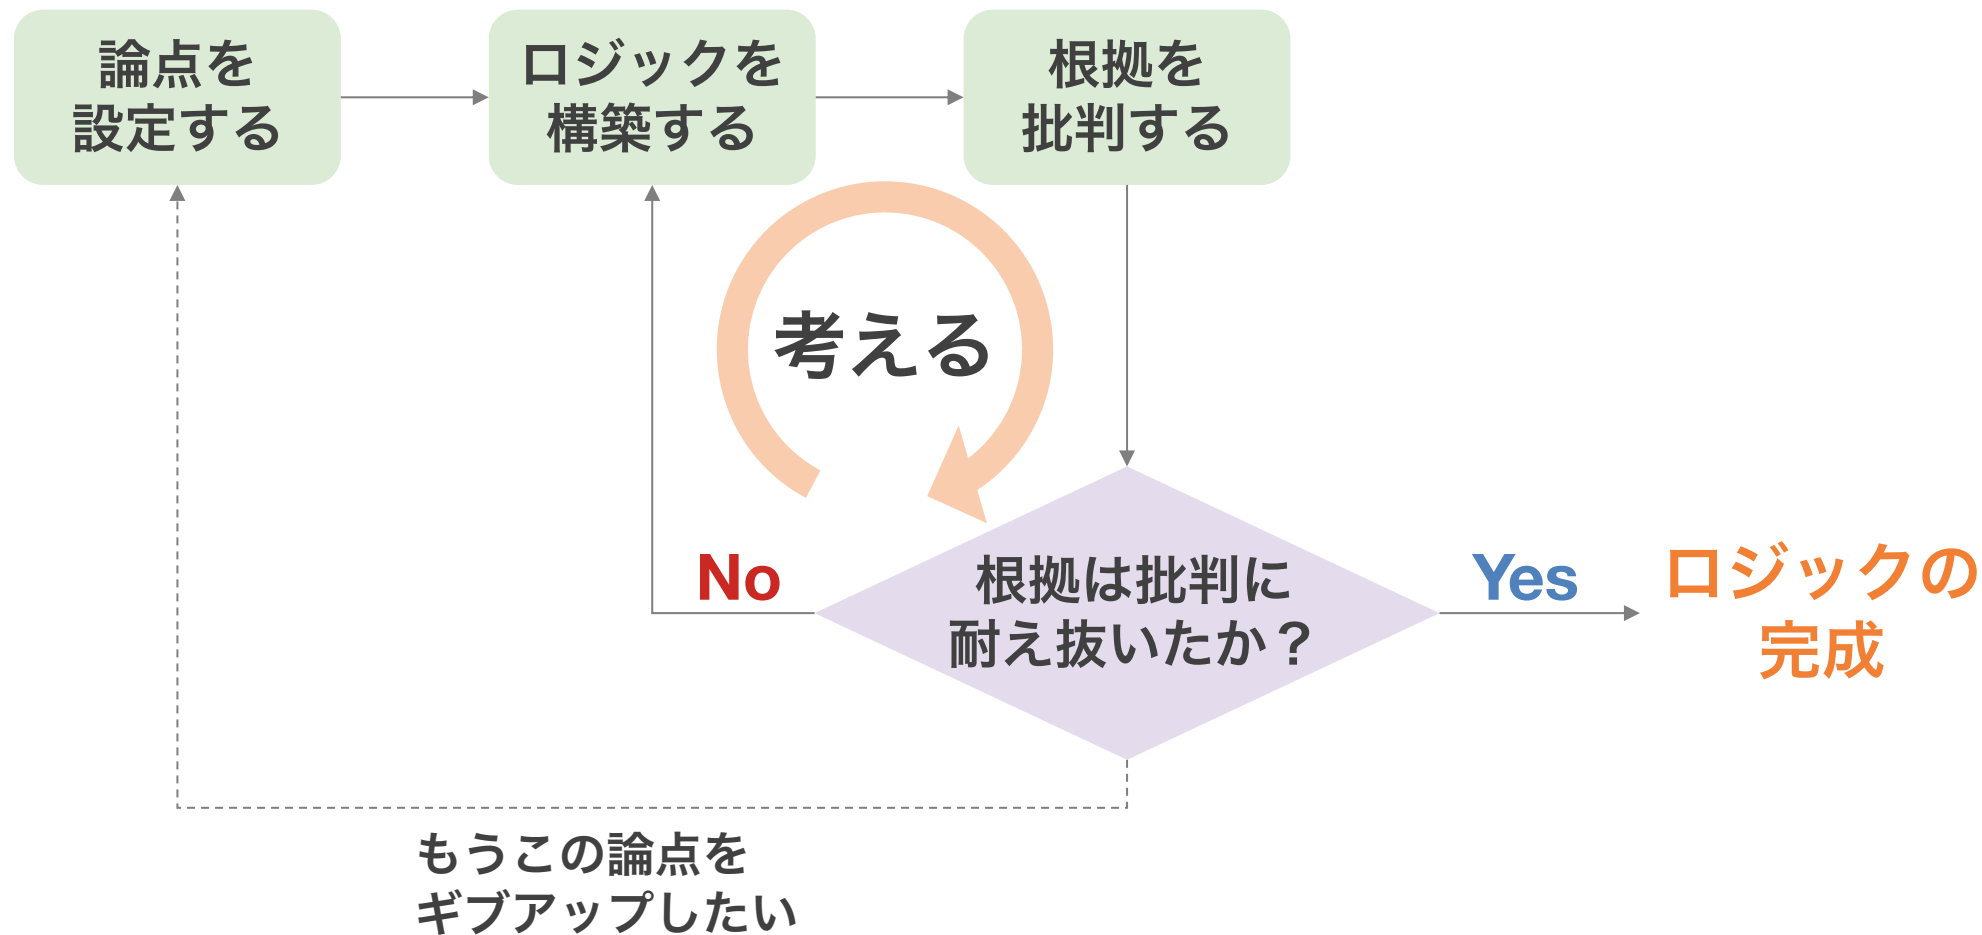 論点を
設定する
ロジックを
構築する
根拠を
批判する
考える
No
根拠は批判に
耐え抜いたか？
Yes
ロジックの
完成
もうこの論点を
ギブアップしたい